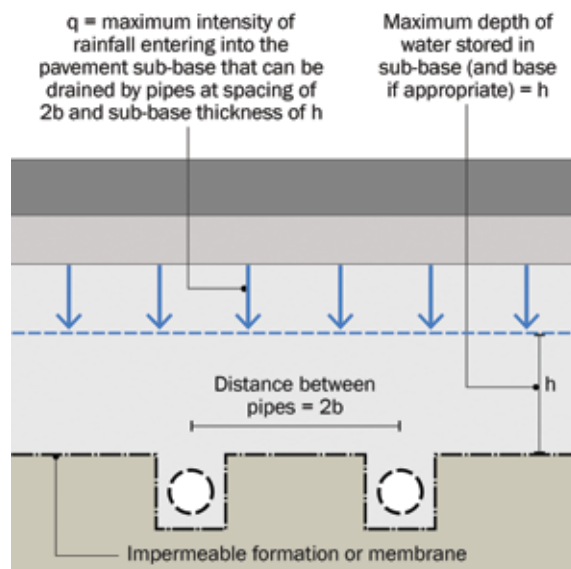 q = maximum intensity of
rainfall entering into the
pavement sub-base that can be
drained by pipes at spacing of
2b and sub-base thickness of h
Maximum depth of
water stored in
sub-base (and base
if appropriate) = h
h
Distance between
pipes = 2b
Impermeable formation or membrane